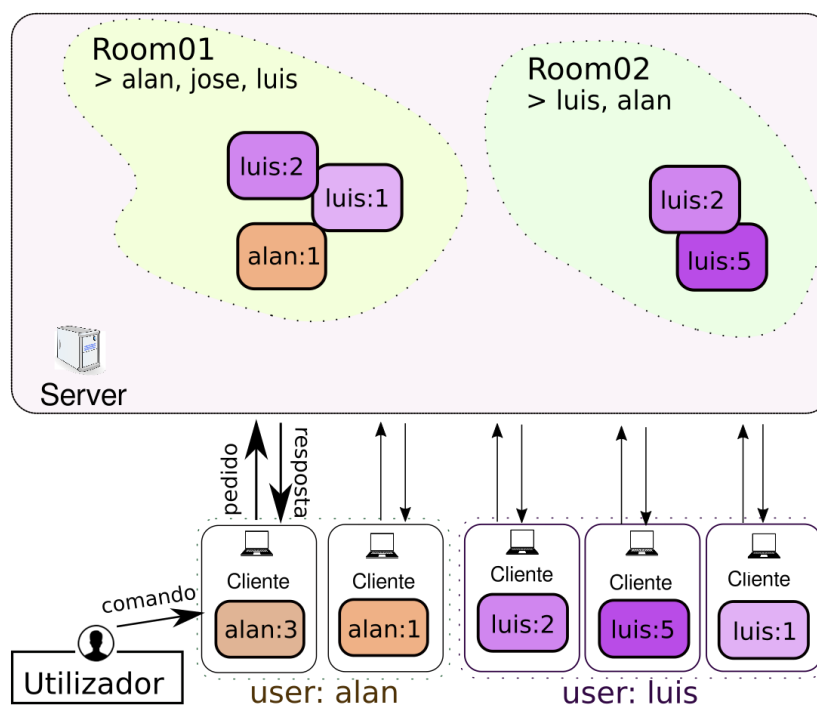 Room01
> alan, jose, luis
Room02
> luis, alan
luis:2
luis:1
alan:1
luis:2
luis:5
Server
pedido
resposta
comando
Utilizador
Cliente
alan:3
Cliente
alan:1
Cliente
luis:2
Cliente
luis:5
Cliente
luis:1
user: alan
user: luis